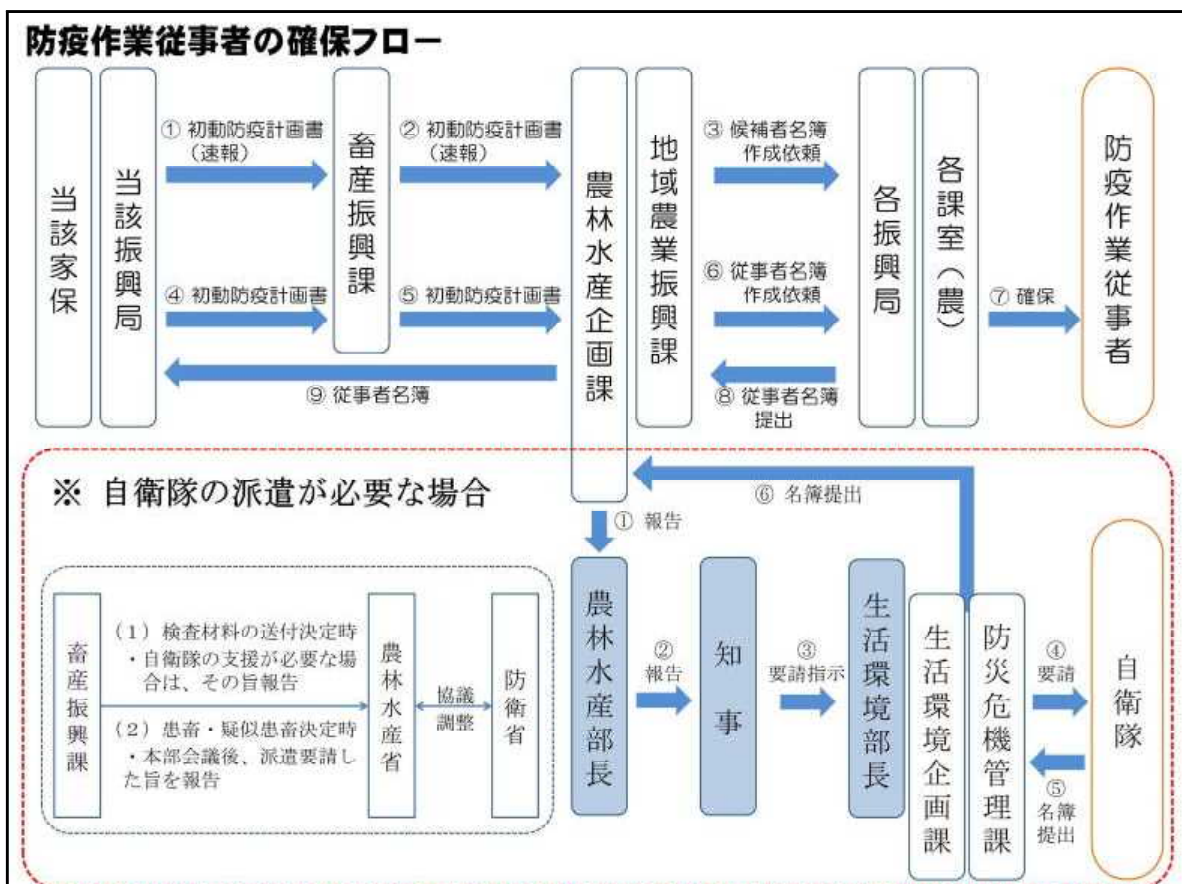 防疫作業従事者の確保フロー
当該家保
当該振興局
① 初動防疫計画書
（速報）
④ 初動防疫計画書
畜産振興課
② 初動防疫計画書
（速報）
⑤ 初動防疫計画書
⑨ 従事者名簿
農林水産企画課
地域農業振興課
③ 候補者名簿
作成依頼
⑥ 従事者名簿
作成依頼
⑧ 従事者名簿
提出
各振興局
各課室（農）
⑦ 確保
防疫作業従事者
※ 自衛隊の派遣が必要な場合
⑥ 名簿提出
① 報告
畜産振興課
（1）検査材料の送付決定時
・自衛隊の支援が必要な場
合は、その旨報告
（2）患畜・疑似患畜決定時
・本部会議後、派遣要請し
た旨を報告
農林水産省
協議
調整
防衛省
農林水産部長
②
報告
知事
③
要請指示
生活環境部長
生活環境企画課
防災危機管理課
④
要請
⑤
名簿
提出
自衛隊